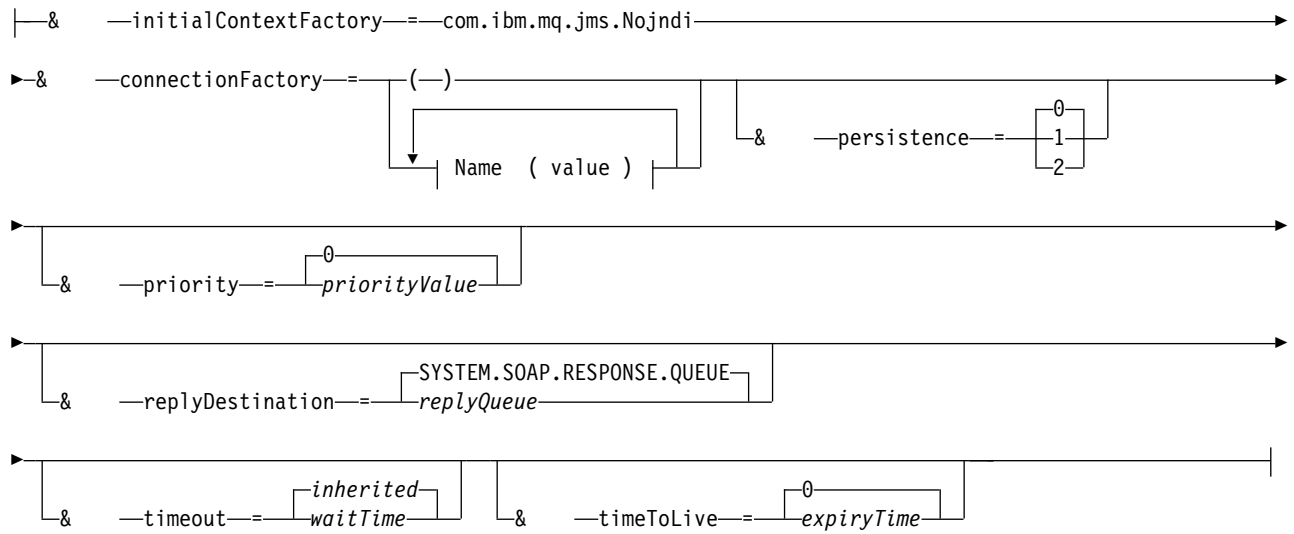 & initialContextFactory = com.ibm.mq.jms.Nojndi
& connectionFactory = ( )
0
& persistence = 1
Name ( value )
2
0
& priority = priorityValue
SYSTEM.SOAP.RESPONSE.QUEUE
& replyDestination = replyQueue
inherited 0
& timeout = waitTime & timeToLive = expiryTime